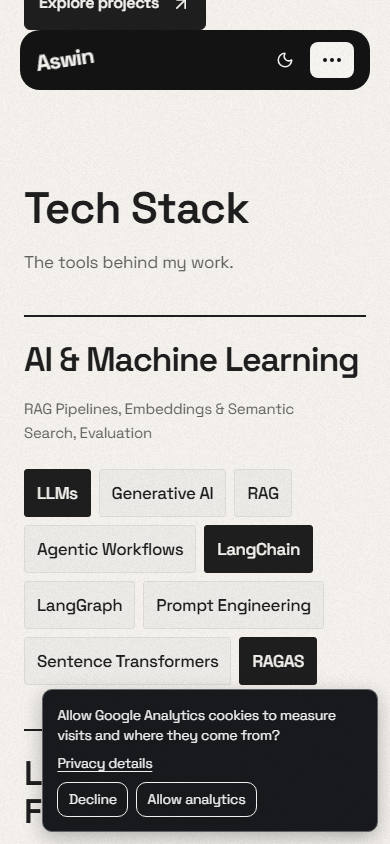 Explore projects
Aswin
Tech Stack
The tools behind my work.
AI & Machine Learning
RAG Pipelines, Embeddings & Semantic
Search, Evaluation
LLMs
Generative AI
RAG
Agentic Workflows
LangChain
LangGraph
Prompt Engineering
Sentence Transformers
RAGAS
Allow Google Analytics cookies to measure
visits and where they come from?
Privacy details
Decline
Allow analytics